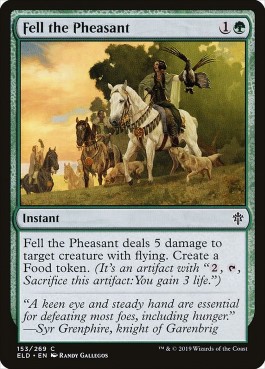 Fell the Pheasant 1
Instant
Fell the Pheasant deals 5 damage to
target creature with flying. Create a
Food token. (It's an artifact with “2, 
Sacrifice this artifact:You gain 3 life.”)
“A keen eye and steady hand are essential
for defeating most foes, including hunger.”
—Syr Grenphire, knight of Garenbrig
153/269 C
ELD • EN RANDY GALLEGOS
™ & © 2019 Wizards of the Coast